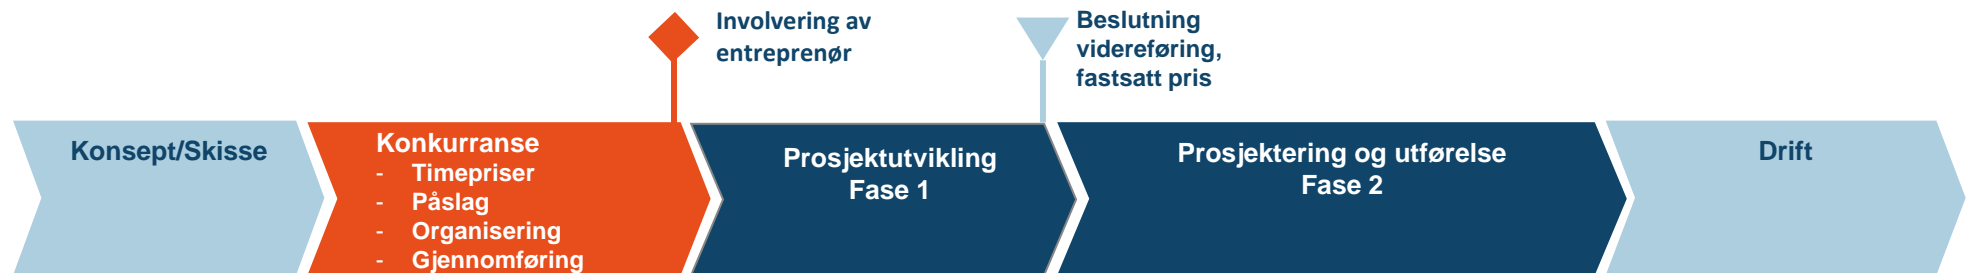 Involvering av
entreprenør
Beslutning
videreføring,
fastsatt pris
Konsept/Skisse
Konkurranse
- Timepriser
- Påslag
- Organisering
- Gjennomføring
Prosjektutvikling
Fase 1
Prosjektering og utførelse
Fase 2
Drift